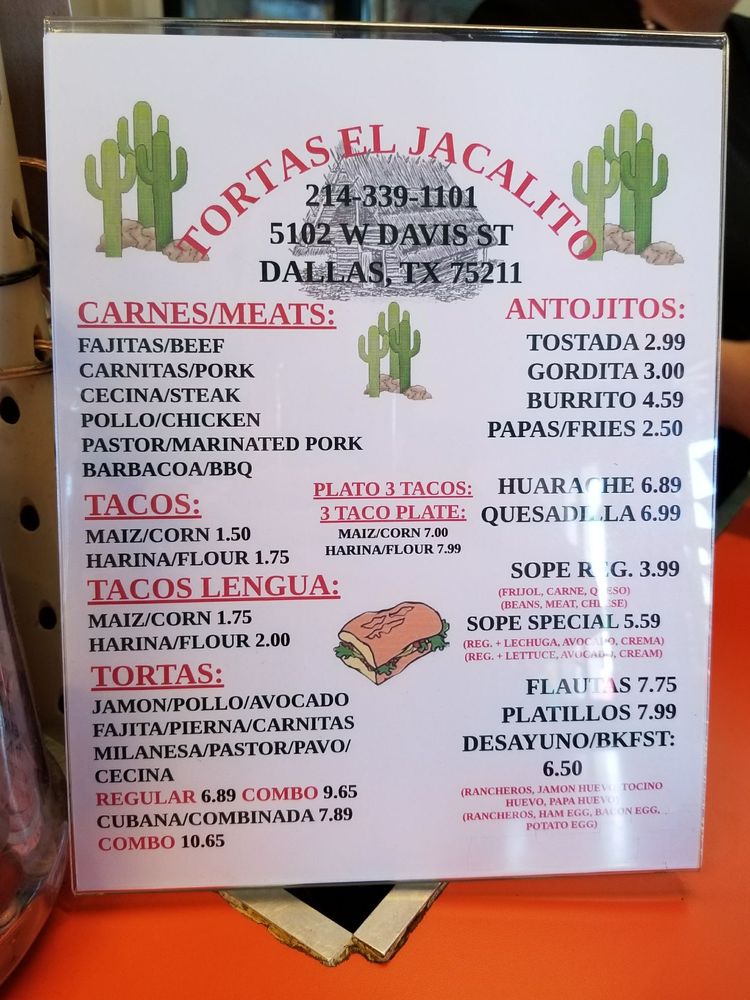 TORTAS EL JACALITO
214-339-1101
5102 W DAVIS ST
DALLAS, TX 75211
CARNES/MEATS:
FAJITAS/BEEF
CARNITAS/PORK
CECINA/STEAK
POLLO/CHICKEN
PASTOR/MARINATED PORK
BARBACOA/BBQ
TACOS:
MAIZ/CORN 1.50
HARINA/FLOUR 1.75
TACOS LENGUA:
MAIZ/CORN 1.75
HARINA/FLOUR 2.00
TORTAS:
JAMON/POLLO/AVOCADO
FAJITA/PIERNA/CARNITAS
MILANESA/PASTOR/PAVO/
CECINA
REGULAR 6.89 COMBO 9.65
CUBANA/COMBINADA 7.89
COMBO 10.65
PLATO 3 TACOS:
3 TACO PLATE:
MAIZ/CORN 7.00
HARINA/FLOUR 7.99
ANTOJITOS:
TOSTADA 2.99
GORDITA 3.00
BURRITO 4.59
PAPAS/FRIES 2.50
HUARACHE 6.89
QUESADILLA 6.99
SOPE REG. 3.99
(FRIJOL, CARNE, QUESO)
(BEANS, MEAT, CHEESE)
SOPE SPECIAL 5.59
(REG. + LECHUGA, AVOCADO, CREMA)
(REG. + LETTUCE, AVOCADO, CREAM)
FLAUTAS 7.75
PLATILLOS 7.99
DESAYUNO/BKFST:
6.50
(RANCHEROS, JAMON HUEVO, TOCINO
HUEVO, PAPA HUEVO)
(RANCHEROS, HAM EGG, BACON EGG,
POTATO EGG)